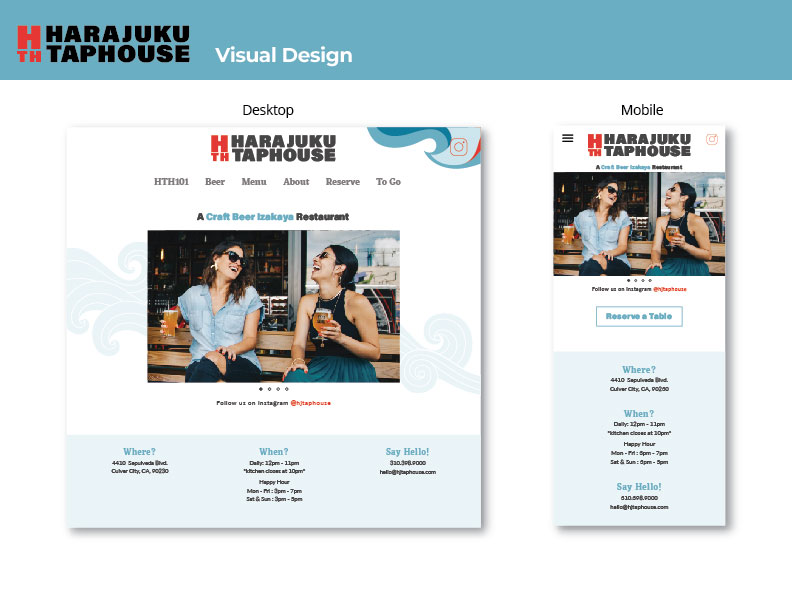 H HARAJUKU
TH TAPHOUSE
Visual Design
Desktop
H HARAJUKU
TH TAPHOUSE
HTH101 Beer Menu About Reserve To Go
A Craft Beer Izakaya Restaurant
Follow us on Instagram @hjtaphouse
Where?
4410 Sepulveda Blvd.
Culver City, CA, 90230
When?
Daily: 12pm - 11pm
*kitchen closes at 10pm*
Happy Hour
Mon - Fri : 3pm - 7pm
Sat & Sun : 3pm - 5pm
Say Hello!
310.398.9000
hello@hjtaphouse.com
Mobile
H HARAJUKU
TH TAPHOUSE
A Craft Beer Izakaya Restaurant
Follow us on Instagram @hjtaphouse
Reserve a Table
Where?
4410 Sepulveda Blvd.
Culver City, CA, 90230
When?
Daily: 12pm - 11pm
*kitchen closes at 10pm*
Happy Hour
Mon - Fri : 3pm - 7pm
Sat & Sun : 3pm - 5pm
Say Hello!
310.398.9000
hello@hjtaphouse.com